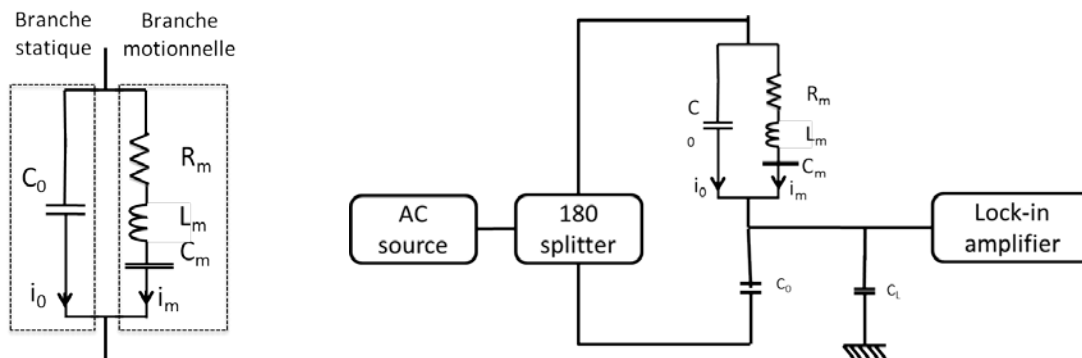 Branche
statique
Branche
motionnelle
C₀
Rₘ
Lₘ
Cₘ
i₀
iₘ
AC
source
180
splitter
C
₀
Rₘ
Lₘ
Cₘ
i₀
iₘ
C₀
C_L
Lock-in
amplifier